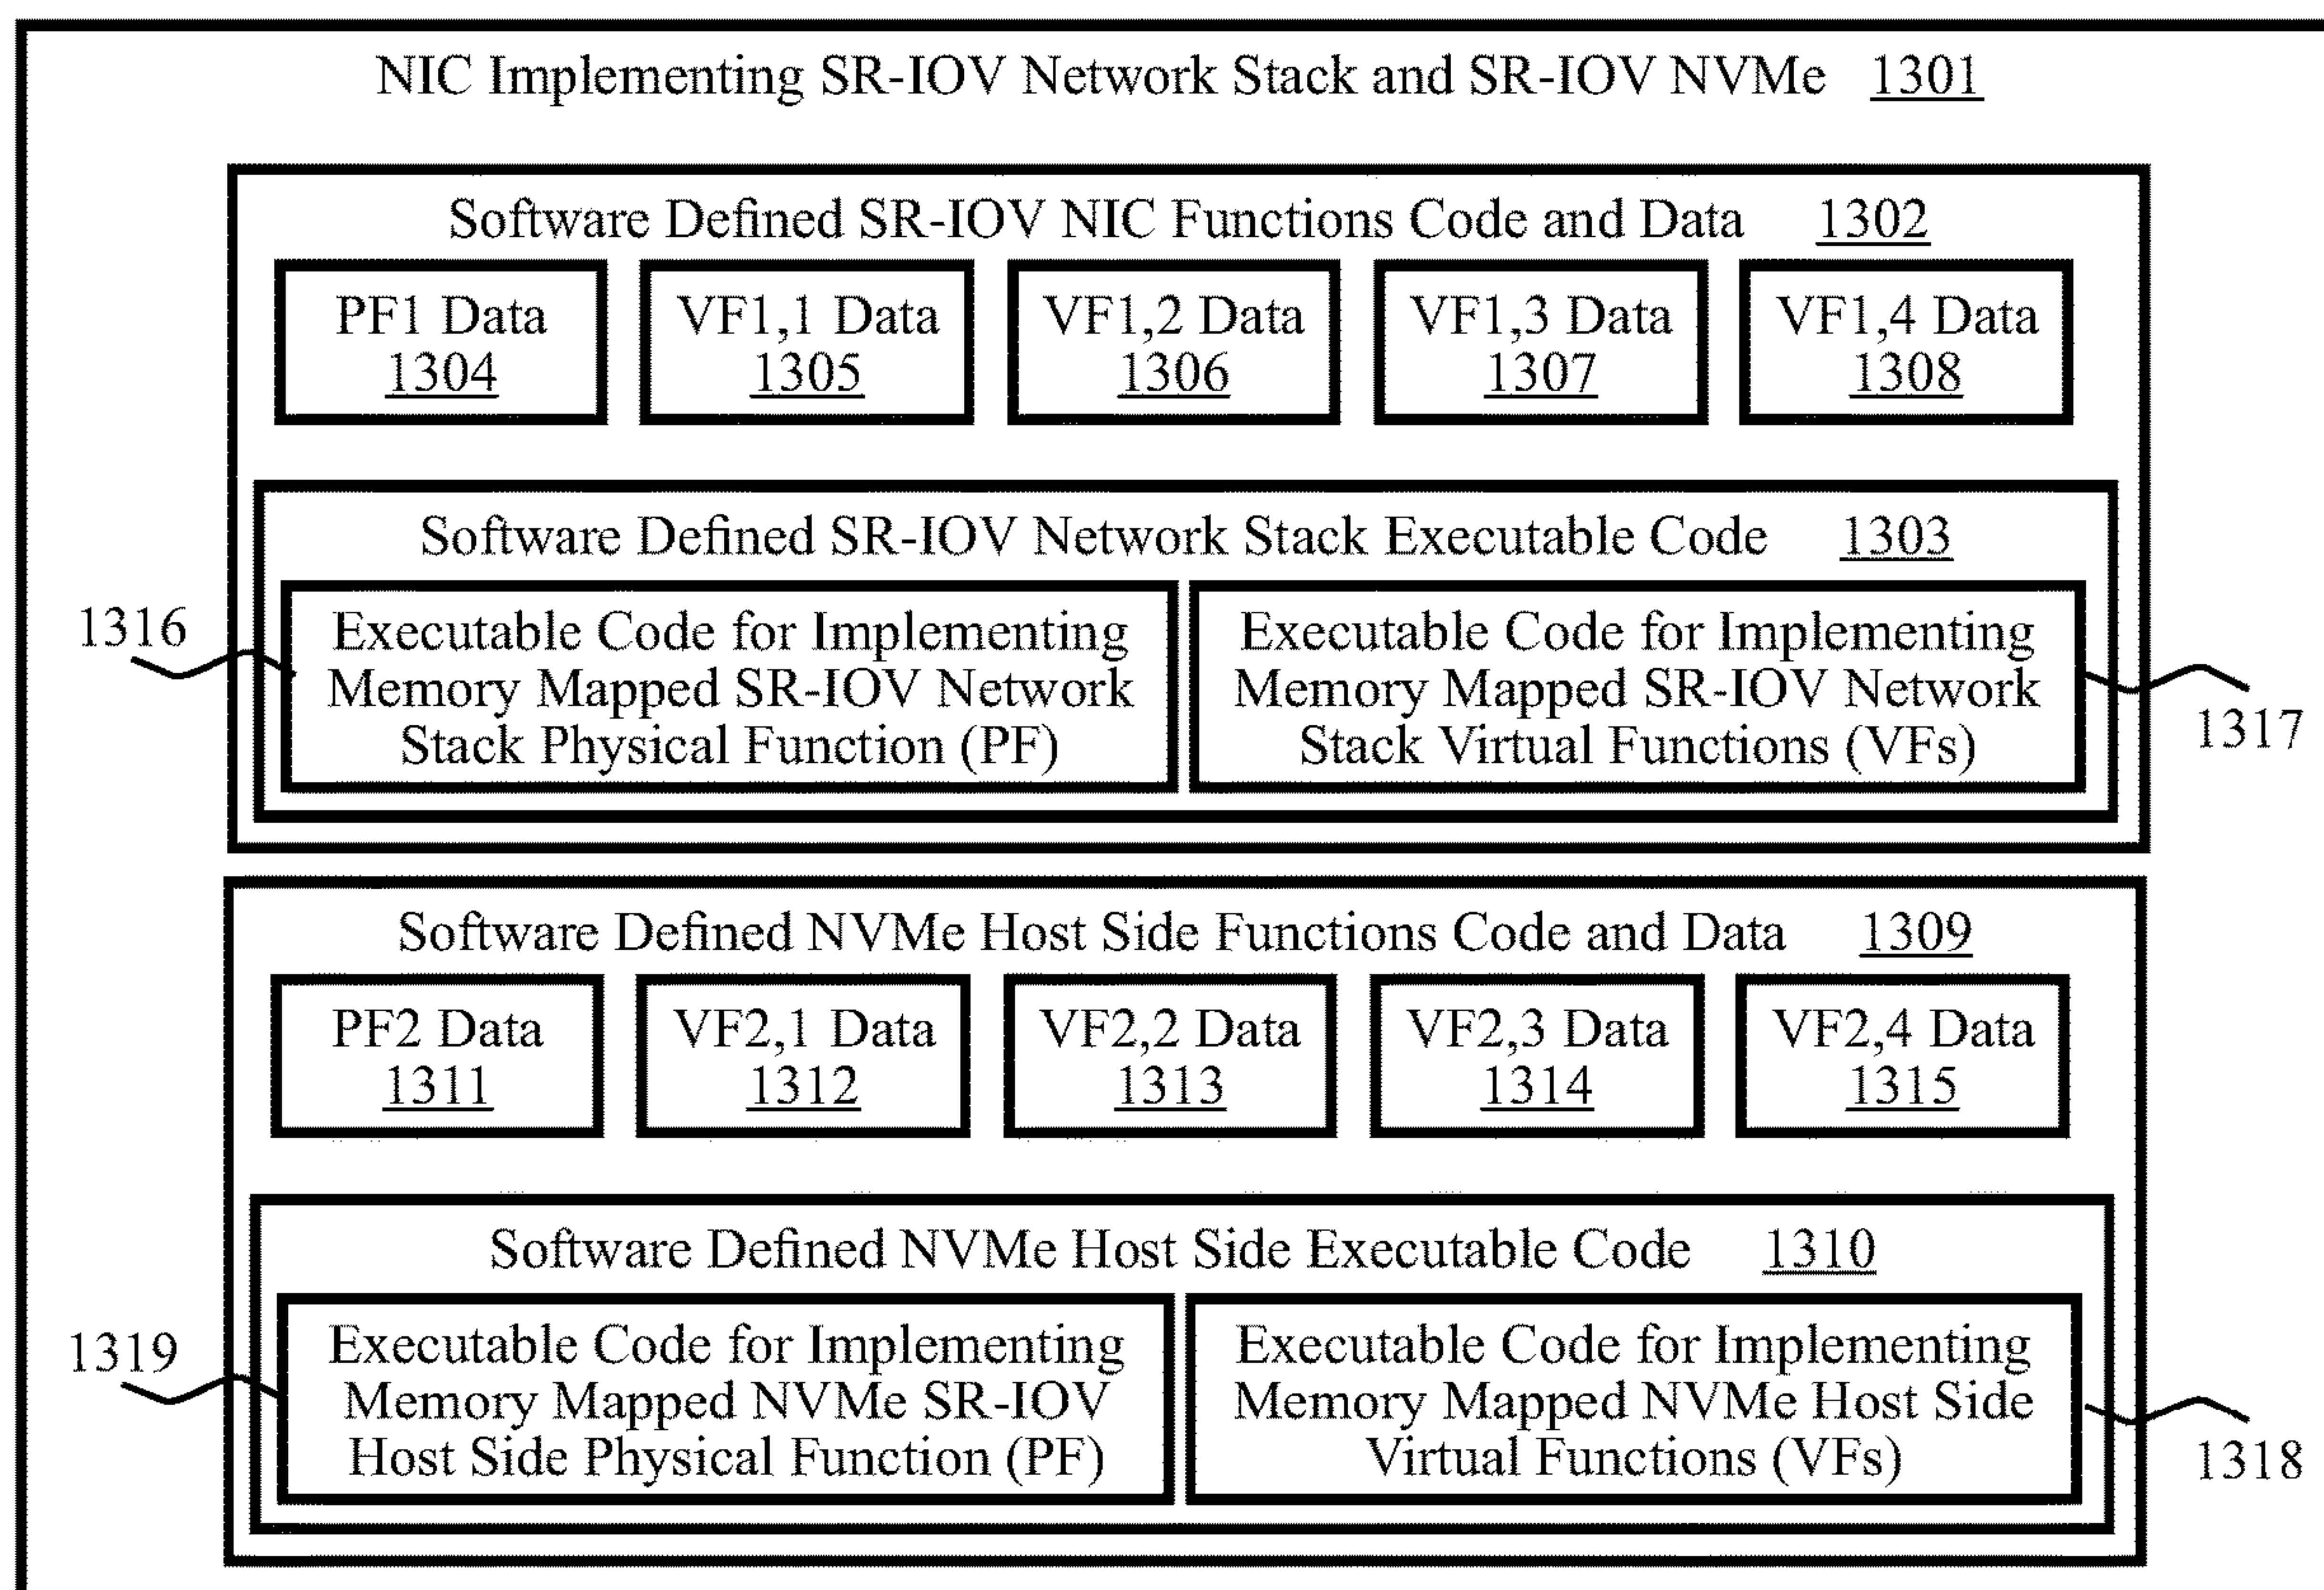 NIC Implementing SR-IOV Network Stack and SR-IOV NVMe 1301
Software Defined SR-IOV NIC Functions Code and Data 1302
PF1 Data
1304
VF1,1 Data
1305
VF1,2 Data
1306
VF1,3 Data
1307
VF1,4 Data
1308
Software Defined SR-IOV Network Stack Executable Code 1303
1316
Executable Code for Implementing
Memory Mapped SR-IOV Network
Stack Physical Function (PF)
Executable Code for Implementing
Memory Mapped SR-IOV Network
Stack Virtual Functions (VFs)
1317
Software Defined NVMe Host Side Functions Code and Data 1309
PF2 Data
1311
VF2,1 Data
1312
VF2,2 Data
1313
VF2,3 Data
1314
VF2,4 Data
1315
Software Defined NVMe Host Side Executable Code 1310
1319
Executable Code for Implementing
Memory Mapped NVMe SR-IOV
Host Side Physical Function (PF)
Executable Code for Implementing
Memory Mapped NVMe Host Side
Virtual Functions (VFs)
1318